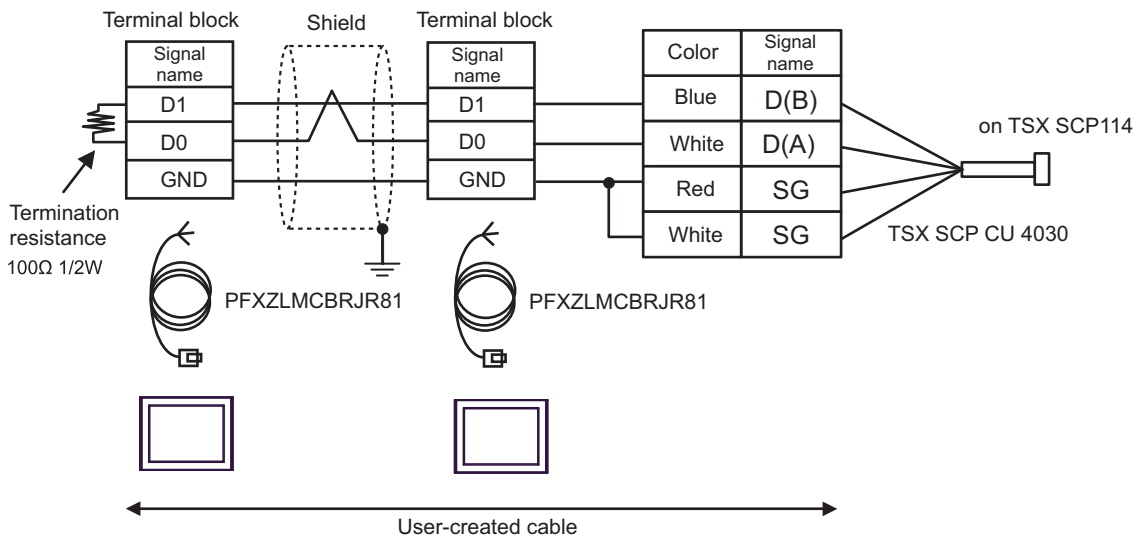 Terminal block
Signal
name
D1
D0
GND
Shield
Terminal block
Signal
name
D1
D0
GND
Color
Signal
name
Blue
D(B)
White
D(A)
Red
SG
White
SG
on TSX SCP114
TSX SCP CU 4030
Termination
resistance
100Ω 1/2W
PFXZLMCBRJR81
PFXZLMCBRJR81
User-created cable